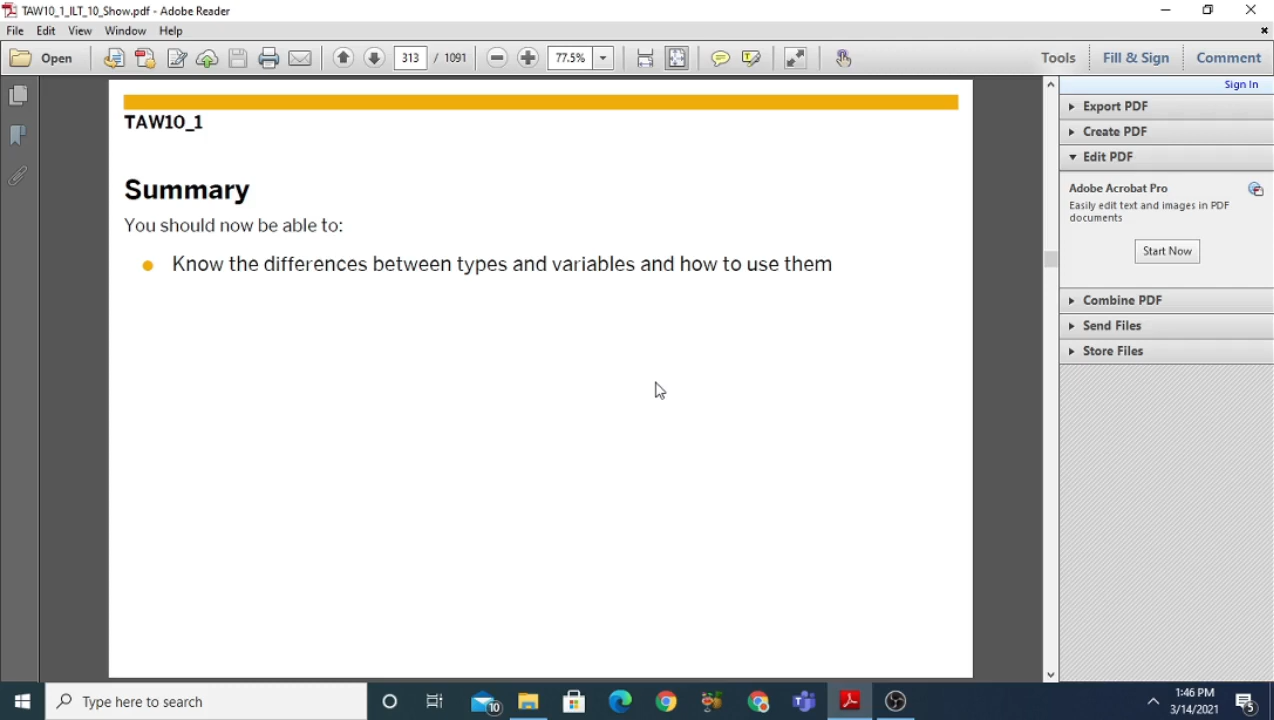 TAW10_1_ILT_10_Show.pdf - Adobe Reader
File Edit View Window Help
Open 313 / 1091 77.5% Tools Fill & Sign Comment
Sign In
TAW10_1
Summary
You should now be able to:
Know the differences between types and variables and how to use them
Export PDF
Create PDF
Edit PDF
Adobe Acrobat Pro
Easily edit text and images in PDF
documents
Start Now
Combine PDF
Send Files
Store Files
Type here to search
10
1:46 PM
3/14/2021
5